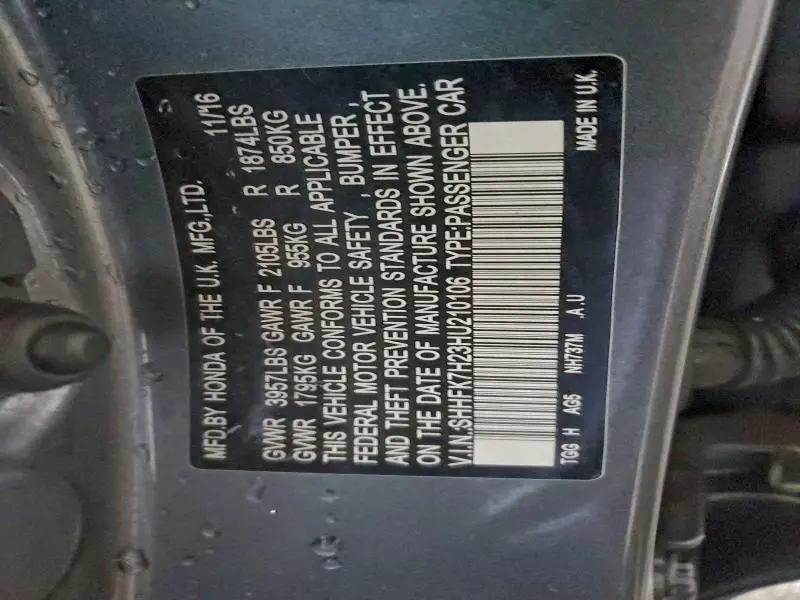 MFD.BY HONDA OF THE U.K. MFG.,LTD. 11/16
GVWR 3957LBS GAWR F 2105LBS R 1874LBS
GVWR 1795KG GAWR F 955KG R 850KG
THIS VEHICLE CONFORMS TO ALL APPLICABLE
FEDERAL MOTOR VEHICLE SAFETY , BUMPER ,
AND THEFT PREVENTION STANDARDS IN EFFECT
ON THE DATE OF MANUFACTURE SHOWN ABOVE.
V.I.N.:SHHFK7H23HU210106 TYPE:PASSENGER CAR
TGG H AG5 NH737M .A.U MADE IN U.K.